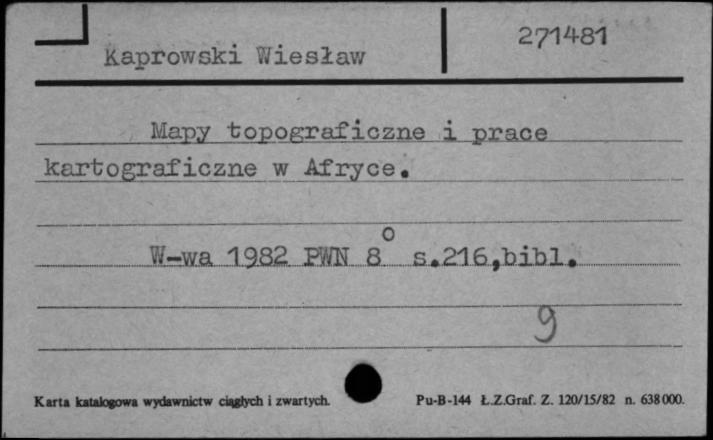 Kaprowski Wiesław 271481
Mapy topograficzne i prace
kartograficzne w Afryce.
W-wa 1982 PWN 8° s.216,bibl.
9
Karta katalogowa wydawnictw ciągłych i zwartych. Pu-B-144 Ł.Z.Graf. Z. 120/15/82 n. 638000.